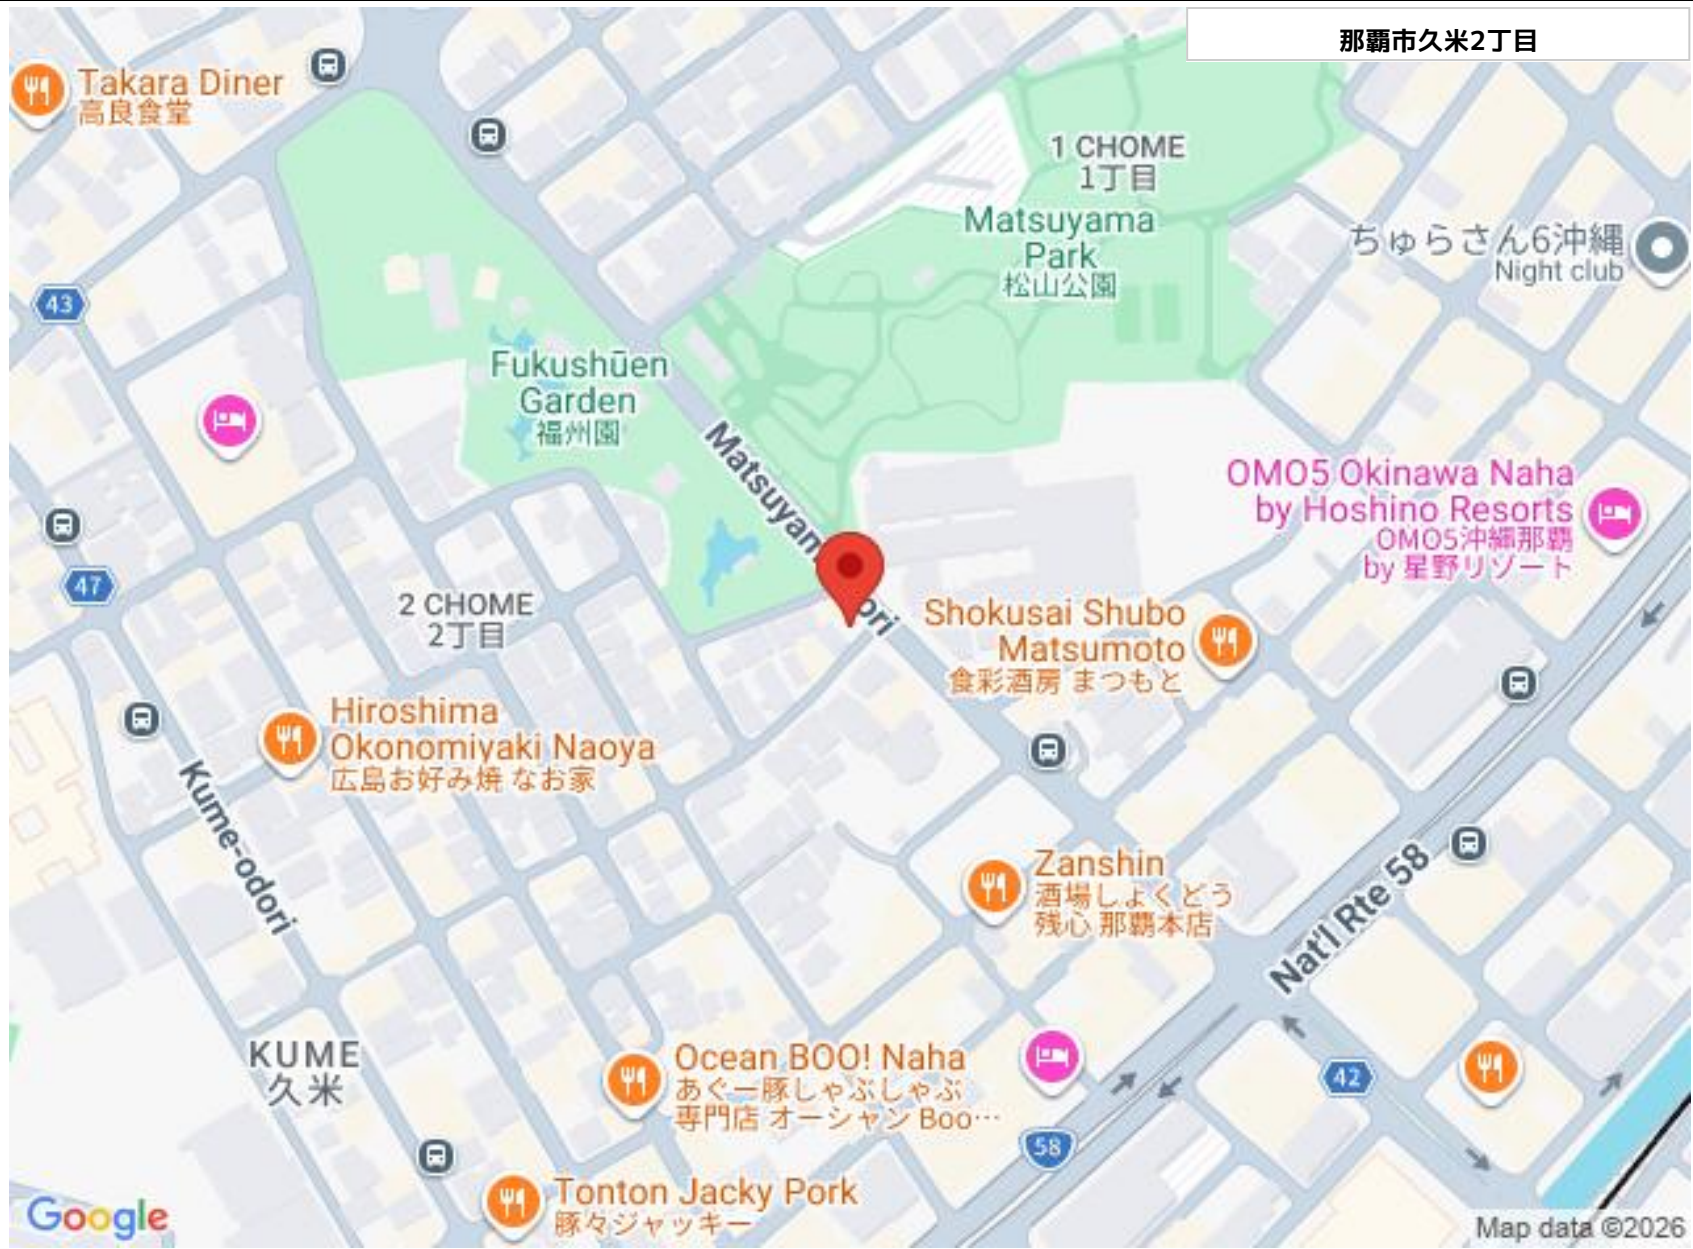 那覇市久米2丁目
Takara Diner
高良食堂
1 CHOME
1丁目
Matsuyama
Park
松山公園
ちゅらさん6沖縄
Night club
43
Fukushūen
Garden
福州園
Matsuyam
ori
OMO5 Okinawa Naha
by Hoshino Resorts
OMO5沖縄那覇
by 星野リゾート
47
2 CHOME
2丁目
Shokusai Shubo
Matsumoto
食彩酒房 まつもと
Hiroshima
Okonomiyaki Naoya
広島お好み焼 なお家
Kume-odori
Zanshin
酒場しょくどう
残心 那覇本店
Nat'l Rte 58
KUME
久米
Ocean BOO! Naha
あぐー豚しゃぶしゃぶ
専門店 オーシャン Boo…
42
58
Tonton Jacky Pork
豚々ジャッキー
Google
Map data ©2026